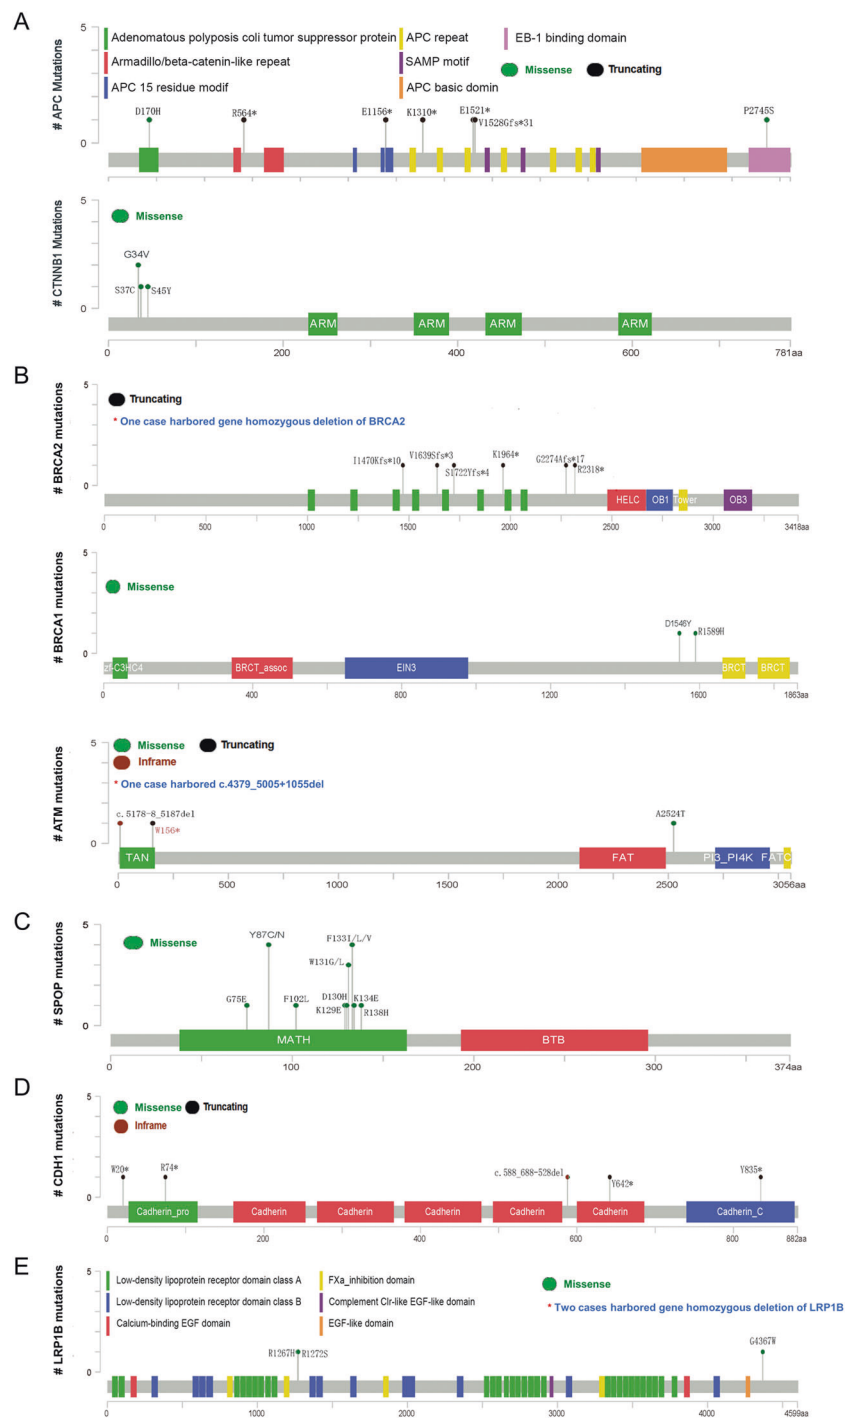 A
# APC Mutations
5
0
Adenomatous polyposis coli tumor suppressor protein
APC repeat
EB-1 binding domain
Armadillo/beta-catenin-like repeat
SAMP motif
Missense
Truncating
APC 15 residue modif
APC basic domin
D170H
R564*
E1156*
K1310*
E1521*
V1528Gfs*31
P2745S
# CTNNB1 Mutations
5
0
Missense
G34V
S37C
S45Y
ARM
ARM
ARM
ARM
0
200
400
600
781aa
B
# BRCA2 mutations
5
0
Truncating
* One case harbored gene homozygous deletion of BRCA2
I1470Kfs*10
V1639Sfs*3
S1722Yfs*4
K1964*
G2274Afs*17
R2318*
HELC
OB1
Tower
OB3
0
500
1000
1500
2000
2500
3000
3418aa
# BRCA1 mutations
5
0
Missense
D1546Y
R1589H
zf-C3HC4
BRCT_assoc
EIN3
BRCT
BRCT
0
400
800
1200
1600
1863aa
# ATM mutations
5
0
Missense
Truncating
Inframe
* One case harbored c.4379_5005+1055del
c.5178-8_5187del
W156*
A2524T
TAN
FAT
PI3_PI4K
FATC
0
500
1000
1500
2000
2500
3056aa
C
# SPOP mutations
5
0
Missense
Y87C/N
F133I/L/V
W131G/L
G75E
F102L
D130H
K134E
K129E
R138H
MATH
BTB
0
100
200
300
374aa
D
# CDH1 mutations
5
0
Missense
Truncating
Inframe
W20*
R74*
c.588_688-528del
Y642*
Y835*
Cadherin_pro
Cadherin
Cadherin
Cadherin
Cadherin
Cadherin
Cadherin_C
0
200
400
600
800
882aa
E
# LRP1B mutations
5
0
Low-density lipoprotein receptor domain class A
FXa_inhibition domain
Missense
Low-density lipoprotein receptor domain class B
Complement Clr-like EGF-like domain
* Two cases harbored gene homozygous deletion of LRP1B
Calcium-binding EGF domain
EGF-like domain
R1267H
R1272S
G4367W
0
1000
2000
3000
4000
4599aa